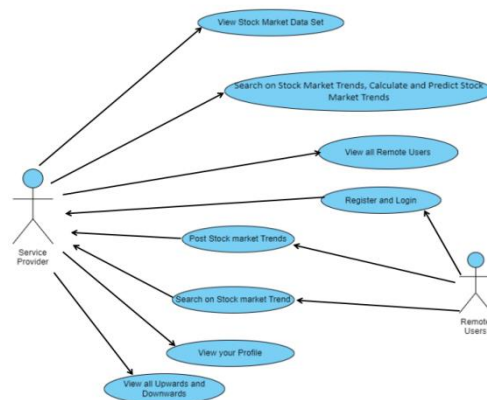 View Stock Market Data Set
Search on Stock Market Trends, Calculate and Predict Stock
Market Trends
View all Remote Users
Register and Login
Post Stock market Trends
Service
Provider
Search on Stock market Trend
Remote
Users
View your Profile
View all Upwards and
Downwards